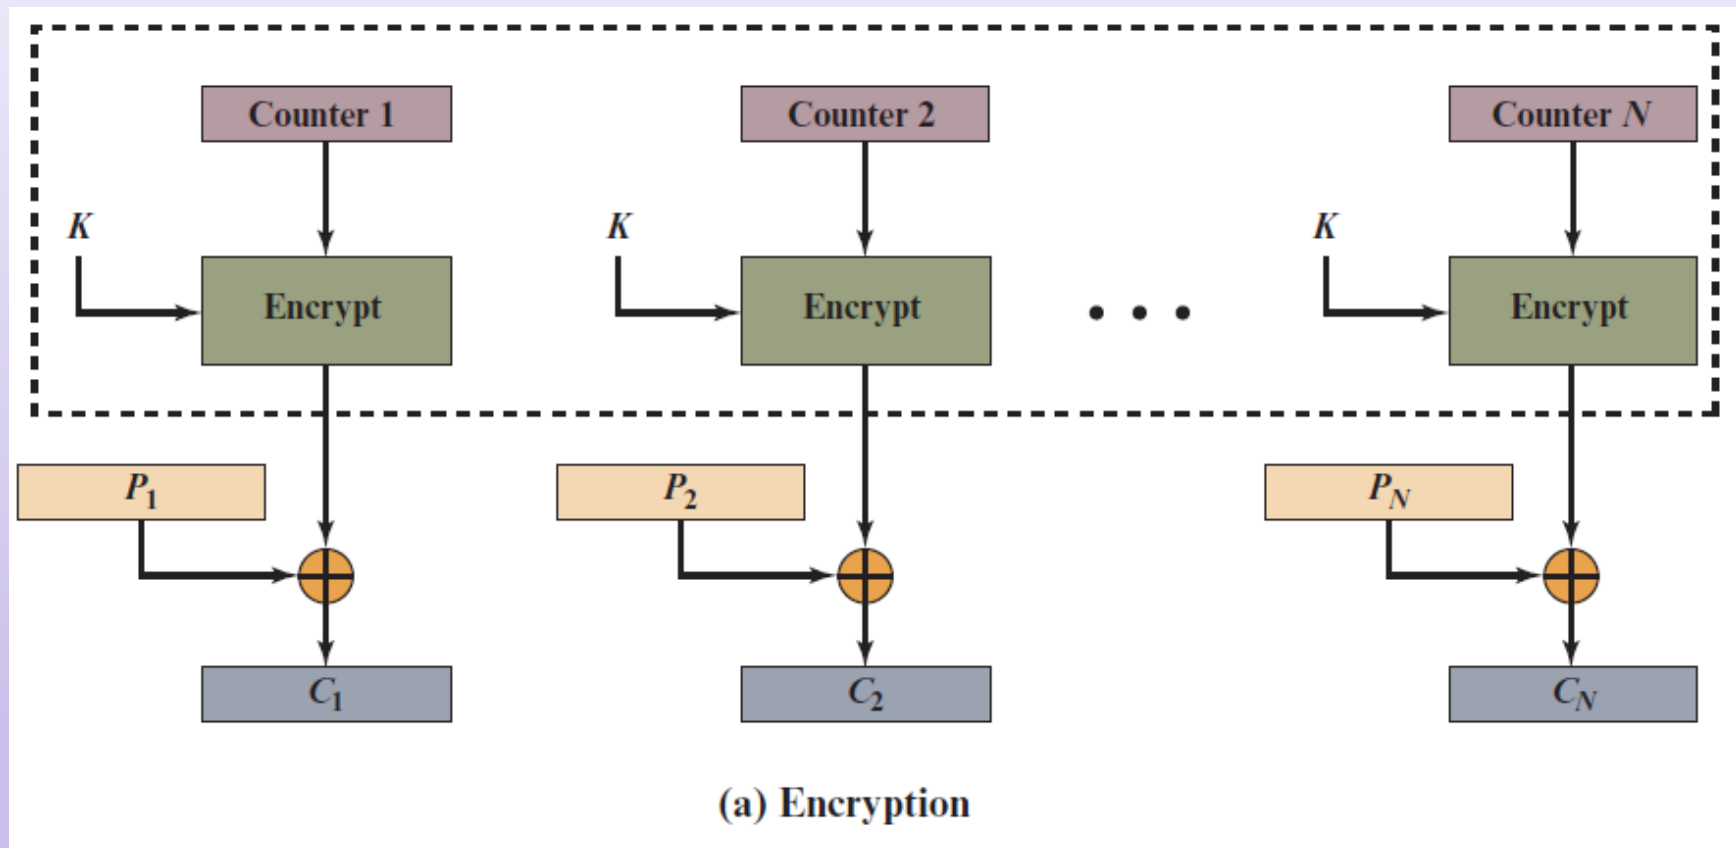 Counter 1 Counter 2 Counter N
K K K
Encrypt Encrypt • • • Encrypt
P1 P2 PN
C1 C2 CN
(a) Encryption